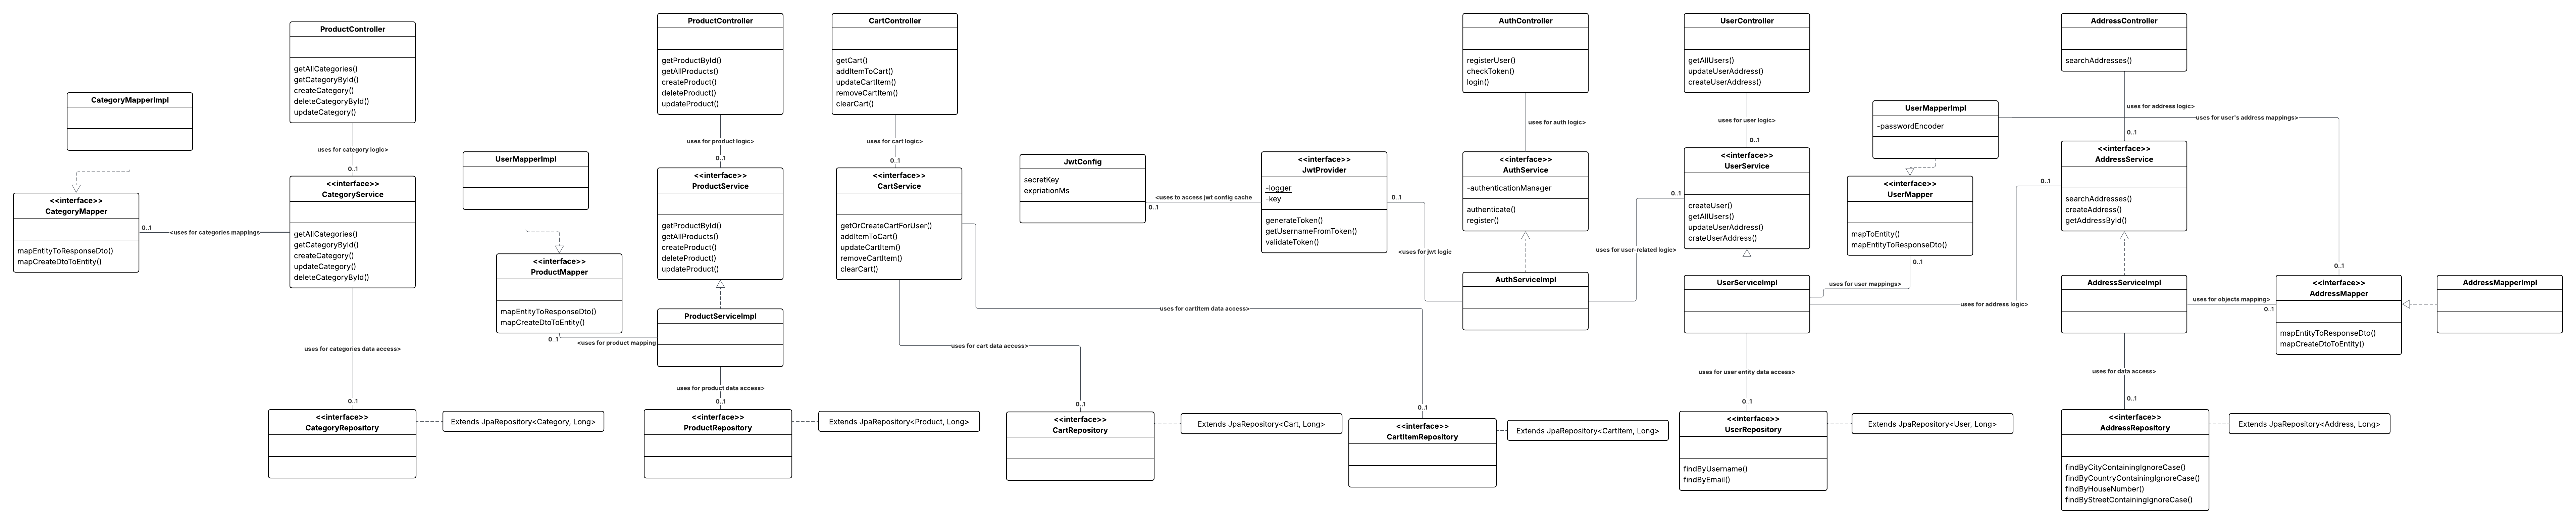 CategoryMapperImpl
<<interface>>
CategoryMapper
mapEntityToResponseDto()
mapCreateDtoToEntity()
0..1
<uses for categories mappings
ProductController
getAllCategories()
getCategoryById()
createCategory()
deleteCategoryById()
updateCategory()
uses for category logic>
0..1
<<interface>>
CategoryService
getAllCategories()
getCategoryById()
createCategory()
updateCategory()
deleteCategoryById()
uses for categories data access>
0..1
<<interface>>
CategoryRepository
Extends JpaRepository<Category, Long>
UserMapperImpl
<<interface>>
ProductMapper
mapEntityToResponseDto()
mapCreateDtoToEntity()
0..1
<uses for product mapping
ProductController
getProductById()
getAllProducts()
createProduct()
deleteProduct()
updateProduct()
uses for product logic>
0..1
<<interface>>
ProductService
getProductById()
getAllProducts()
createProduct()
deleteProduct()
updateProduct()
ProductServiceImpl
uses for product data access>
0..1
<<interface>>
ProductRepository
Extends JpaRepository<Product, Long>
CartController
getCart()
addItemToCart()
updateCartItem()
removeCartItem()
clearCart()
uses for cart logic>
0..1
<<interface>>
CartService
getOrCreateCartForUser()
addItemToCart()
updateCartItem()
removeCartItem()
clearCart()
uses for cartitem data access>
uses for cart data access>
0..1
<<interface>>
CartRepository
Extends JpaRepository<Cart, Long>
0..1
<<interface>>
CartItemRepository
Extends JpaRepository<CartItem, Long>
JwtConfig
secretKey
expriationMs
<uses to access jwt config cache
0..1
<<interface>>
JwtProvider
-logger
-key
generateToken()
getUsernameFromToken()
validateToken()
0..1
<uses for jwt logic
AuthController
registerUser()
checkToken()
login()
uses for auth logic>
0..1
<<interface>>
AuthService
-authenticationManager
authenticate()
register()
AuthServiceImpl
uses for user-related logic>
0..1
UserController
getAllUsers()
updateUserAddress()
createUserAddress()
uses for user logic>
0..1
<<interface>>
UserService
createUser()
getAllUsers()
updateUserAddress()
crateUserAddress()
UserServiceImpl
uses for user entity data access>
0..1
<<interface>>
UserRepository
findByUsername()
findByEmail()
Extends JpaRepository<User, Long>
UserMapperImpl
-passwordEncoder
<<interface>>
UserMapper
mapToEntity()
mapEntityToResponseDto()
0..1
uses for user mappings>
uses for address logic>
0..1
AddressController
searchAddresses()
uses for address logic>
0..1
uses for user's address mappings>
<<interface>>
AddressService
searchAddresses()
createAddress()
getAddressById()
AddressServiceImpl
uses for objects mapping>
0..1
0..1
<<interface>>
AddressMapper
mapEntityToResponseDto()
mapCreateDtoToEntity()
AddressMapperImpl
uses for data access>
0..1
<<interface>>
AddressRepository
findByCityContainingIgnoreCase()
findByCountryContainingIgnoreCase()
findByHouseNumber()
findByStreetContainingIgnoreCase()
Extends JpaRepository<Address, Long>